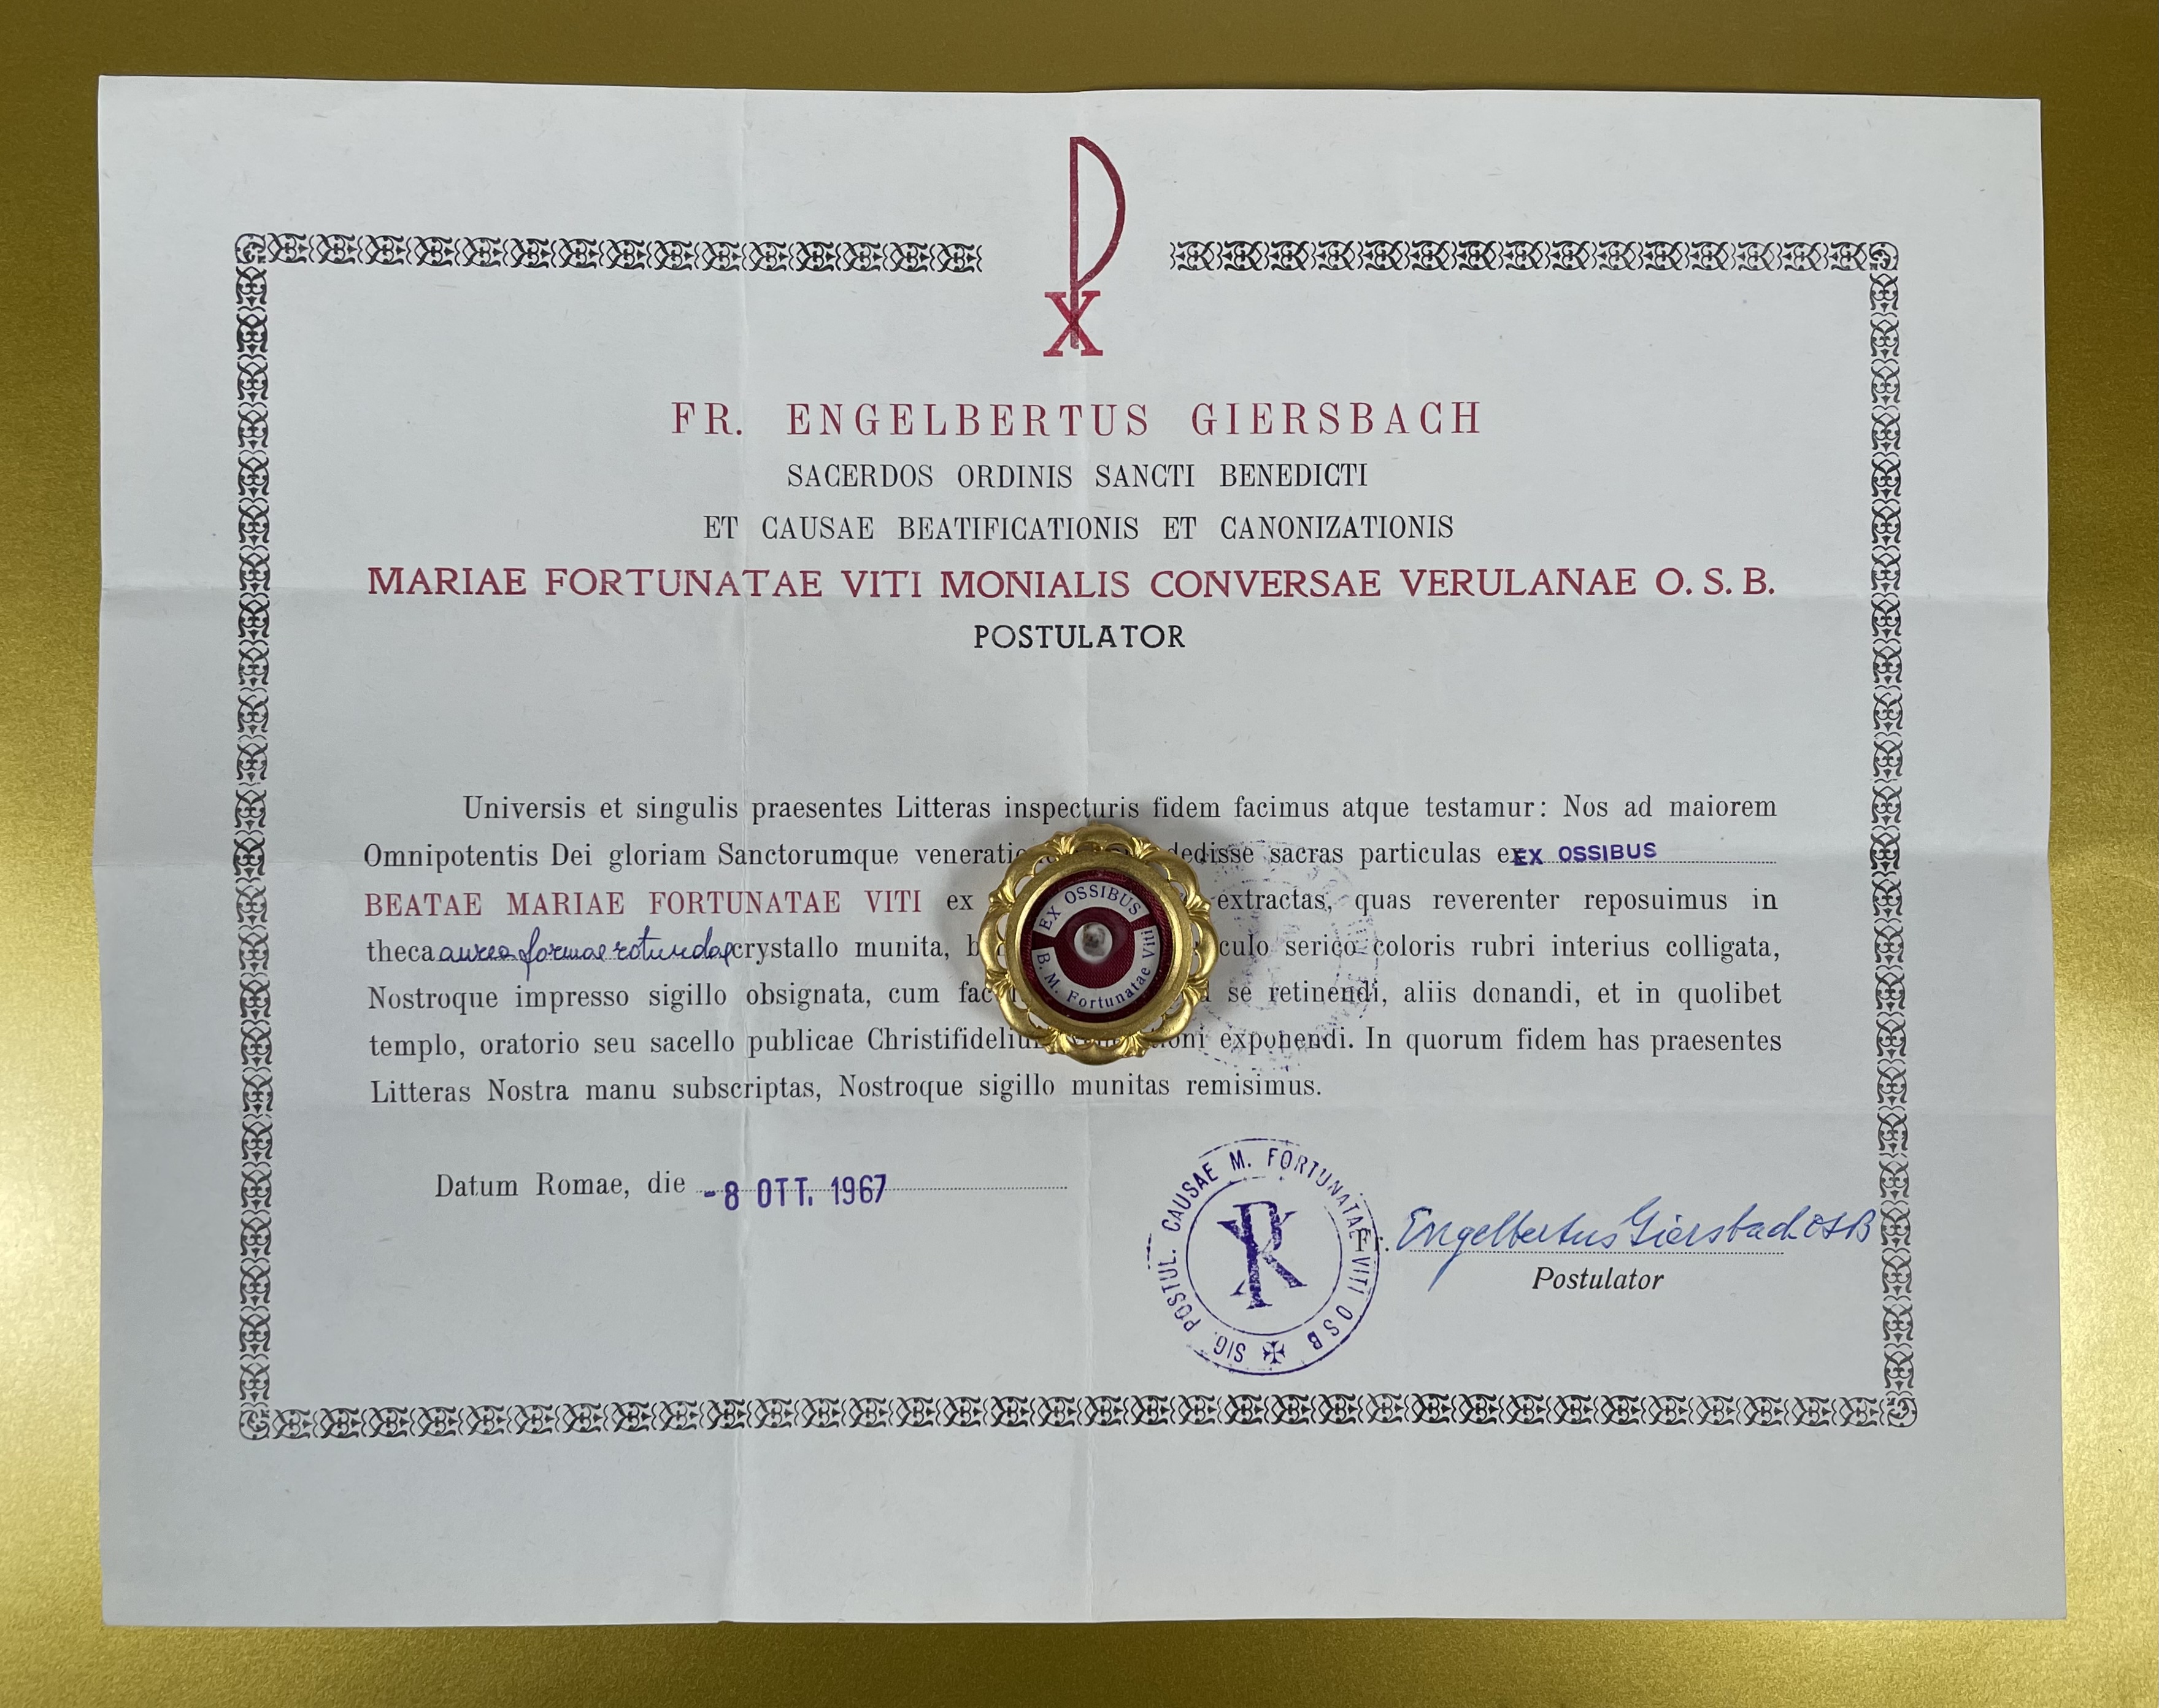 FR. ENGELBERTUS GIERSBACH
SACERDOS ORDINIS SANCTI BENEDICTI
ET CAUSAE BEATIFICATIONIS ET CANONIZATIONIS
MARIAE FORTUNATAE VITI MONIALIS CONVERSAE VERULANAE O. S. B.
POSTULATOR
Universis et singulis praesentes Litteras inspecturis fidem facimus atque testamur: Nos ad maiorem
Omnipotentis Dei gloriam Sanctorumque dedisse sacras particulas ex EX OSSIBUS
BEATAE MARIAE FORTUNATAE VITI ex extractas, quas reverenter reposuimus in
theca aurea formae rotundae crystallo munita, serico coloris rubri interius colligata,
Nostroque impresso sigillo obsignata, cum se retinendi, aliis donandi, et in quolibet
templo, oratorio seu sacello publicae exponendi. In quorum fidem has praesentes
Litteras Nostra manu subscriptas, Nostroque sigillo munitas remisimus.
EX OSSIBUS
B. M. Fortunatae Viti
Datum Romae, die - 8 OTT. 1967
SIG. POSTUL. CAUSAE M. FORTUNATAE VITI O S B
Engelbertus Giersbach OSB
Postulator